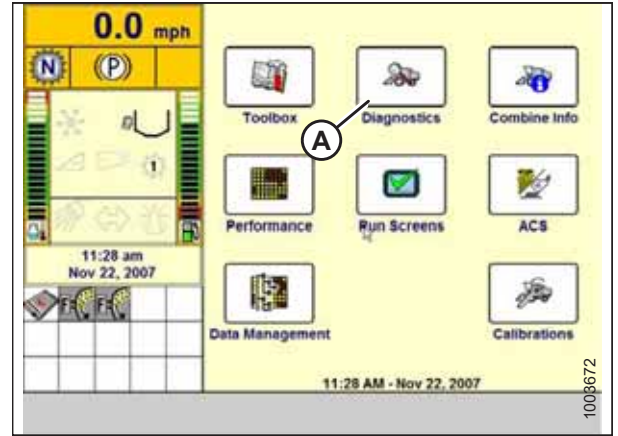 0.0 mph
N (P)
1
11:28 am
Nov 22, 2007
F F
Toolbox Diagnostics Combine Info
A
Performance Run Screens ACS
Data Management Calibrations
11:28 AM - Nov 22, 2007
1003672